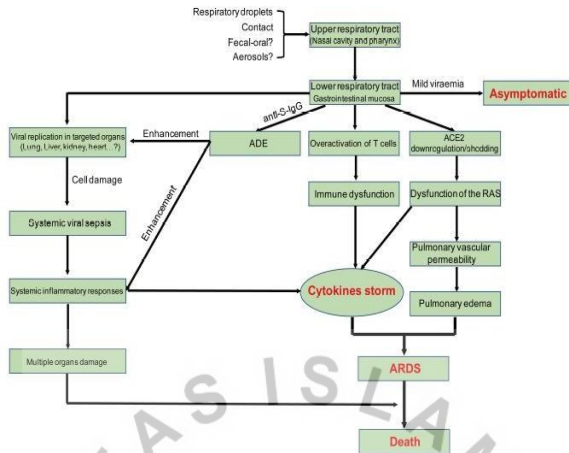 Respiratory droplets
Contact
Fecal-oral?
Aerosols?
Upper respiratory tract
(Nasal cavity and pharynx)
Lower respiratory tract
Gastrointestinal mucosa
Mild viraemia
Asymptomatic
anti-S-IgG
Viral replication in targeted organs
(Lung, Liver, kidney, heart...?)
Enhancement
ADE
Overactivation of T cells
ACE2
downregulation/shedding
Cell damage
Enhancement
Immune dysfunction
Dysfunction of the RAS
Systemic viral sepsis
Pulmonary vascular
permeability
Systemic inflammatory responses
Cytokines storm
Pulmonary edema
Multiple organs damage
ARDS
Death
TAS ISLAM